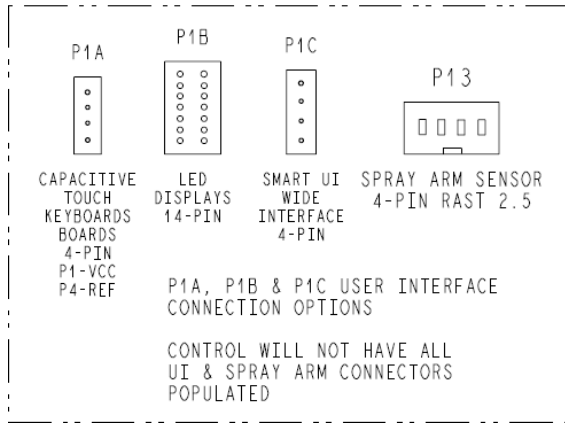 P1A
P1B
P1C
P13
CAPACITIVE
TOUCH
KEYBOARDS
BOARDS
4-PIN
P1-VCC
P4-REF
LED
DISPLAYS
14-PIN
SMART UI
WIDE
INTERFACE
4-PIN
SPRAY ARM SENSOR
4-PIN RAST 2.5
P1A, P1B & P1C USER INTERFACE
CONNECTION OPTIONS
CONTROL WILL NOT HAVE ALL
UI & SPRAY ARM CONNECTORS
POPULATED